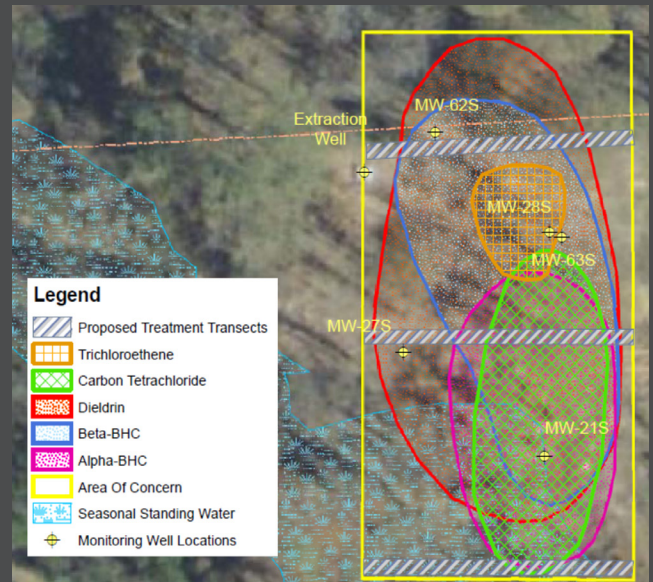 MW-62S
Extraction
Well
MW-28S
MW-63S
MW-27S
MW-21S
Legend
Proposed Treatment Transects
Trichloroethene
Carbon Tetrachloride
Dieldrin
Beta-BHC
Alpha-BHC
Area Of Concern
Seasonal Standing Water
Monitoring Well Locations